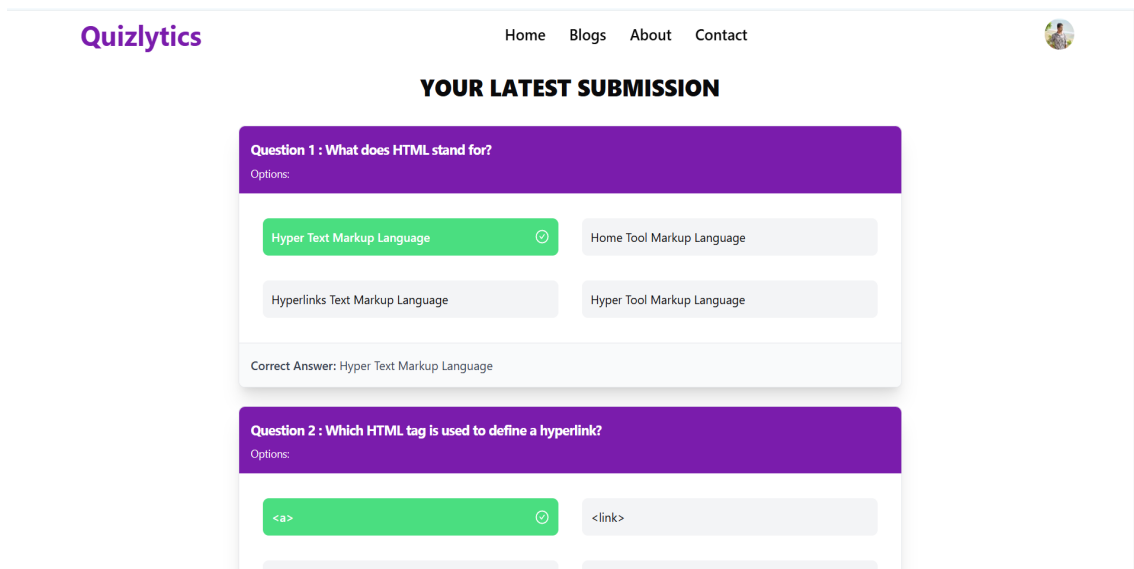 Quizlytics
Home Blogs About Contact
YOUR LATEST SUBMISSION
Question 1 : What does HTML stand for?
Options:
Hyper Text Markup Language
Home Tool Markup Language
Hyperlinks Text Markup Language
Hyper Tool Markup Language
Correct Answer: Hyper Text Markup Language
Question 2 : Which HTML tag is used to define a hyperlink?
Options:
<a>
<link>